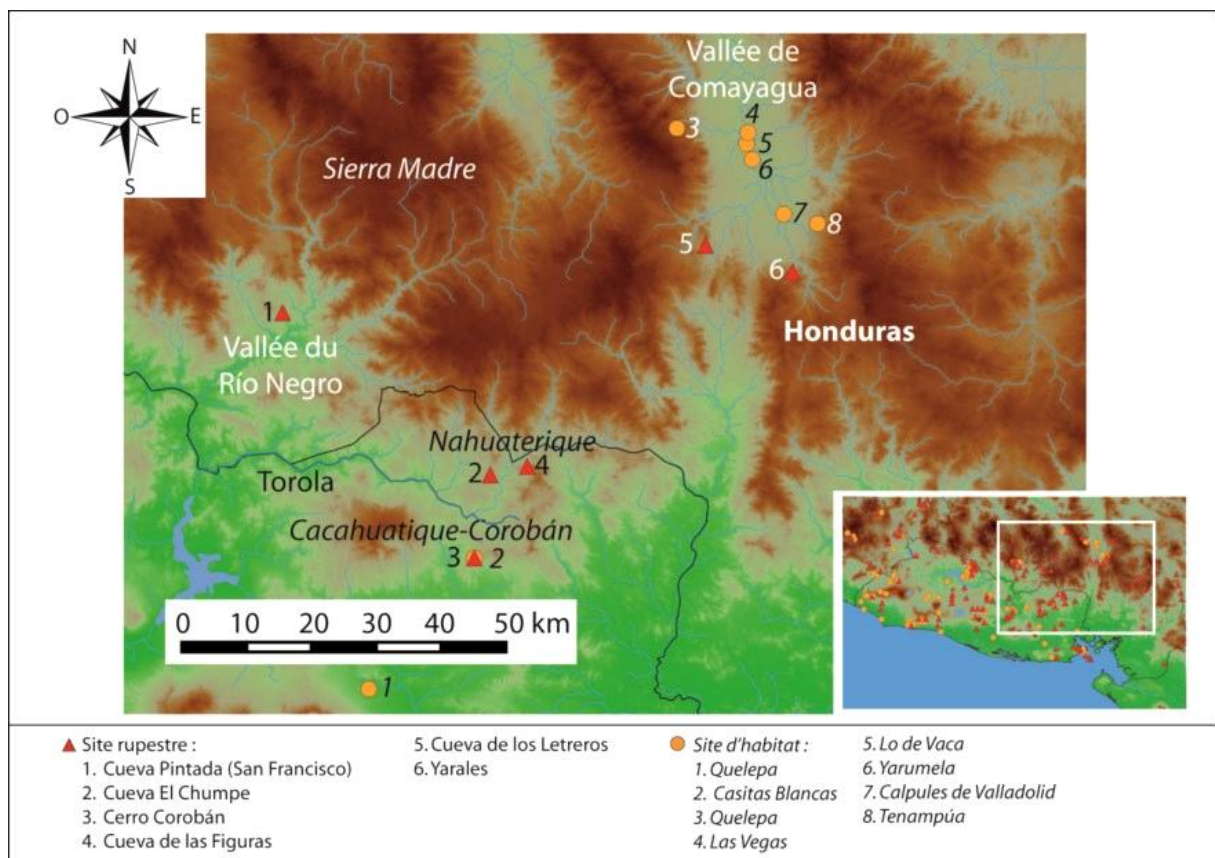 N
O
E
S
Vallée de
Comayagua
Sierra Madre
3
4
5
6
7
8
5
6
1
Vallée du
Río Negro
Honduras
Nahuaterique
2
4
Torola
Cacahuatique-Corobán
3
2
0 10 20 30 40 50 km
1
Site rupestre :
1. Cueva Pintada (San Francisco)
2. Cueva El Chumpe
3. Cerro Corobán
4. Cueva de las Figuras
5. Cueva de los Letreros
6. Yarales
Site d'habitat :
1. Quelepa
2. Casitas Blancas
3. Quelepa
4. Las Vegas
5. Lo de Vaca
6. Yarumela
7. Calpules de Valladolid
8. Tenampúa